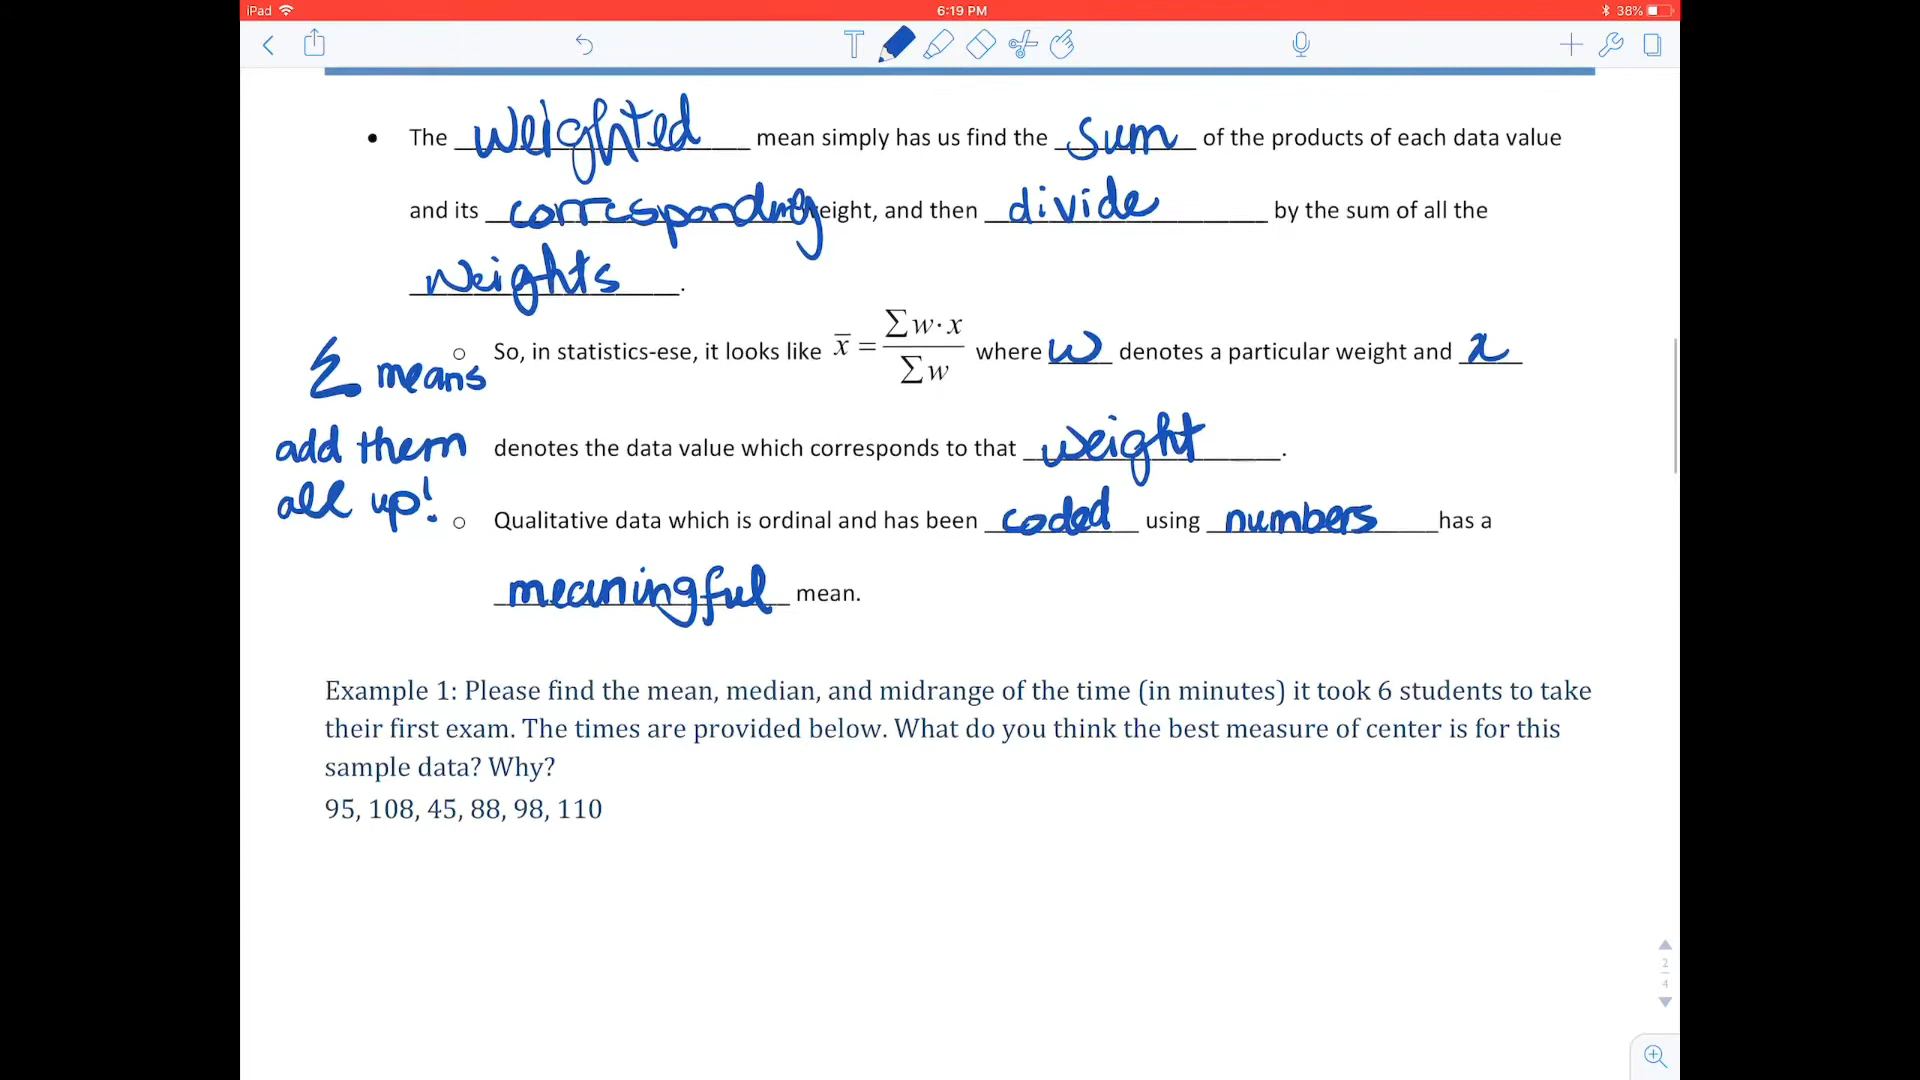 iPad 6:19 PM 38%
T
• The weighted mean simply has us find the sum of the products of each data value
and its corresponding weight, and then divide by the sum of all the
weights.
o So, in statistics-ese, it looks like x̄ = ∑w·x / ∑w where w denotes a particular weight and x
∑ means
add them
all up!
denotes the data value which corresponds to that weight.
o Qualitative data which is ordinal and has been coded using numbers has a
meaningful mean.
Example 1: Please find the mean, median, and midrange of the time (in minutes) it took 6 students to take
their first exam. The times are provided below. What do you think the best measure of center is for this
sample data? Why?
95, 108, 45, 88, 98, 110
2
4